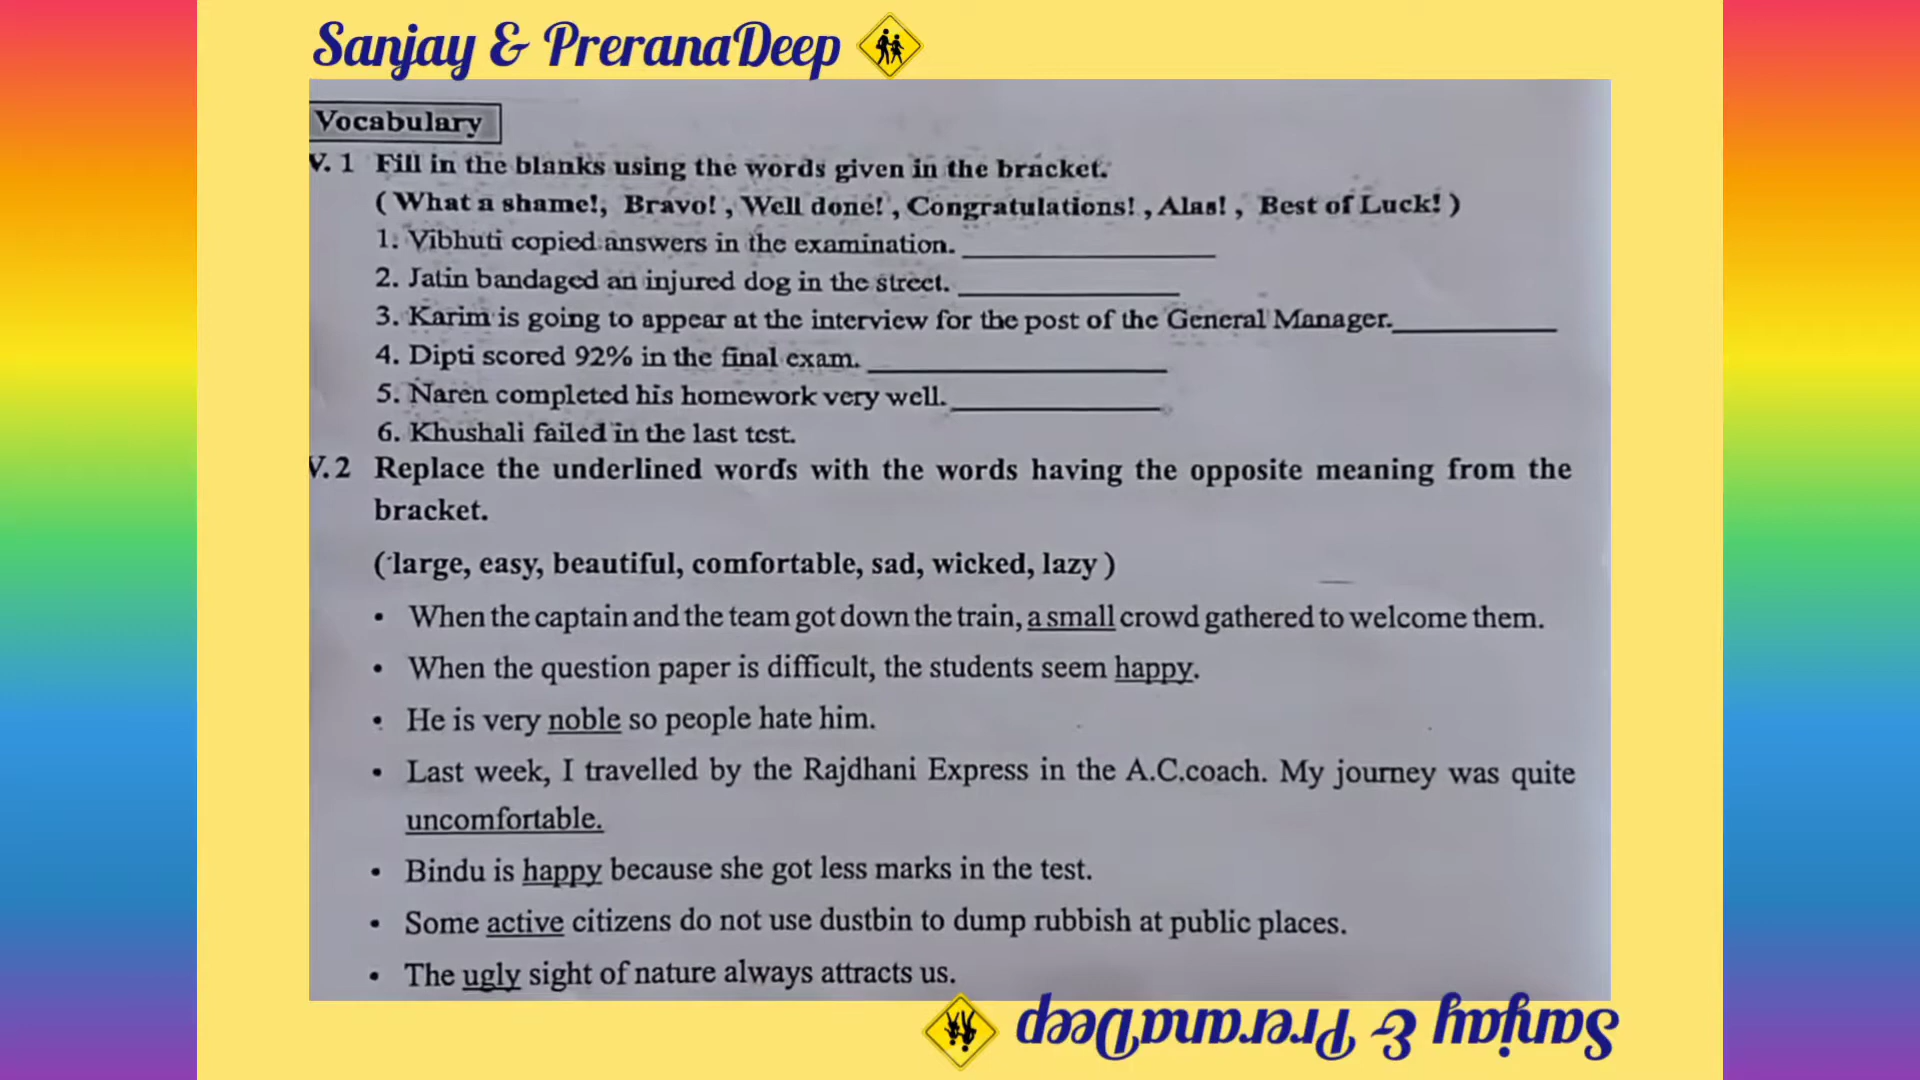 Sanjay & PreranaDeep
Vocabulary
V. 1 Fill in the blanks using the words given in the bracket.
( What a shame!, Bravo! , Well done! , Congratulations! , Alas! , Best of Luck! )
1. Vibhuti copied answers in the examination. ____________
2. Jatin bandaged an injured dog in the street. ____________
3. Karim is going to appear at the interview for the post of the General Manager.____________
4. Dipti scored 92% in the final exam. ____________
5. Naren completed his homework very well. ____________
6. Khushali failed in the last test.
V. 2 Replace the underlined words with the words having the opposite meaning from the
bracket.
( large, easy, beautiful, comfortable, sad, wicked, lazy )
• When the captain and the team got down the train, a small crowd gathered to welcome them.
• When the question paper is difficult, the students seem happy.
• He is very noble so people hate him.
• Last week, I travelled by the Rajdhani Express in the A.C.coach. My journey was quite
uncomfortable.
• Bindu is happy because she got less marks in the test.
• Some active citizens do not use dustbin to dump rubbish at public places.
• The ugly sight of nature always attracts us.
Sanjay & PreranaDeep